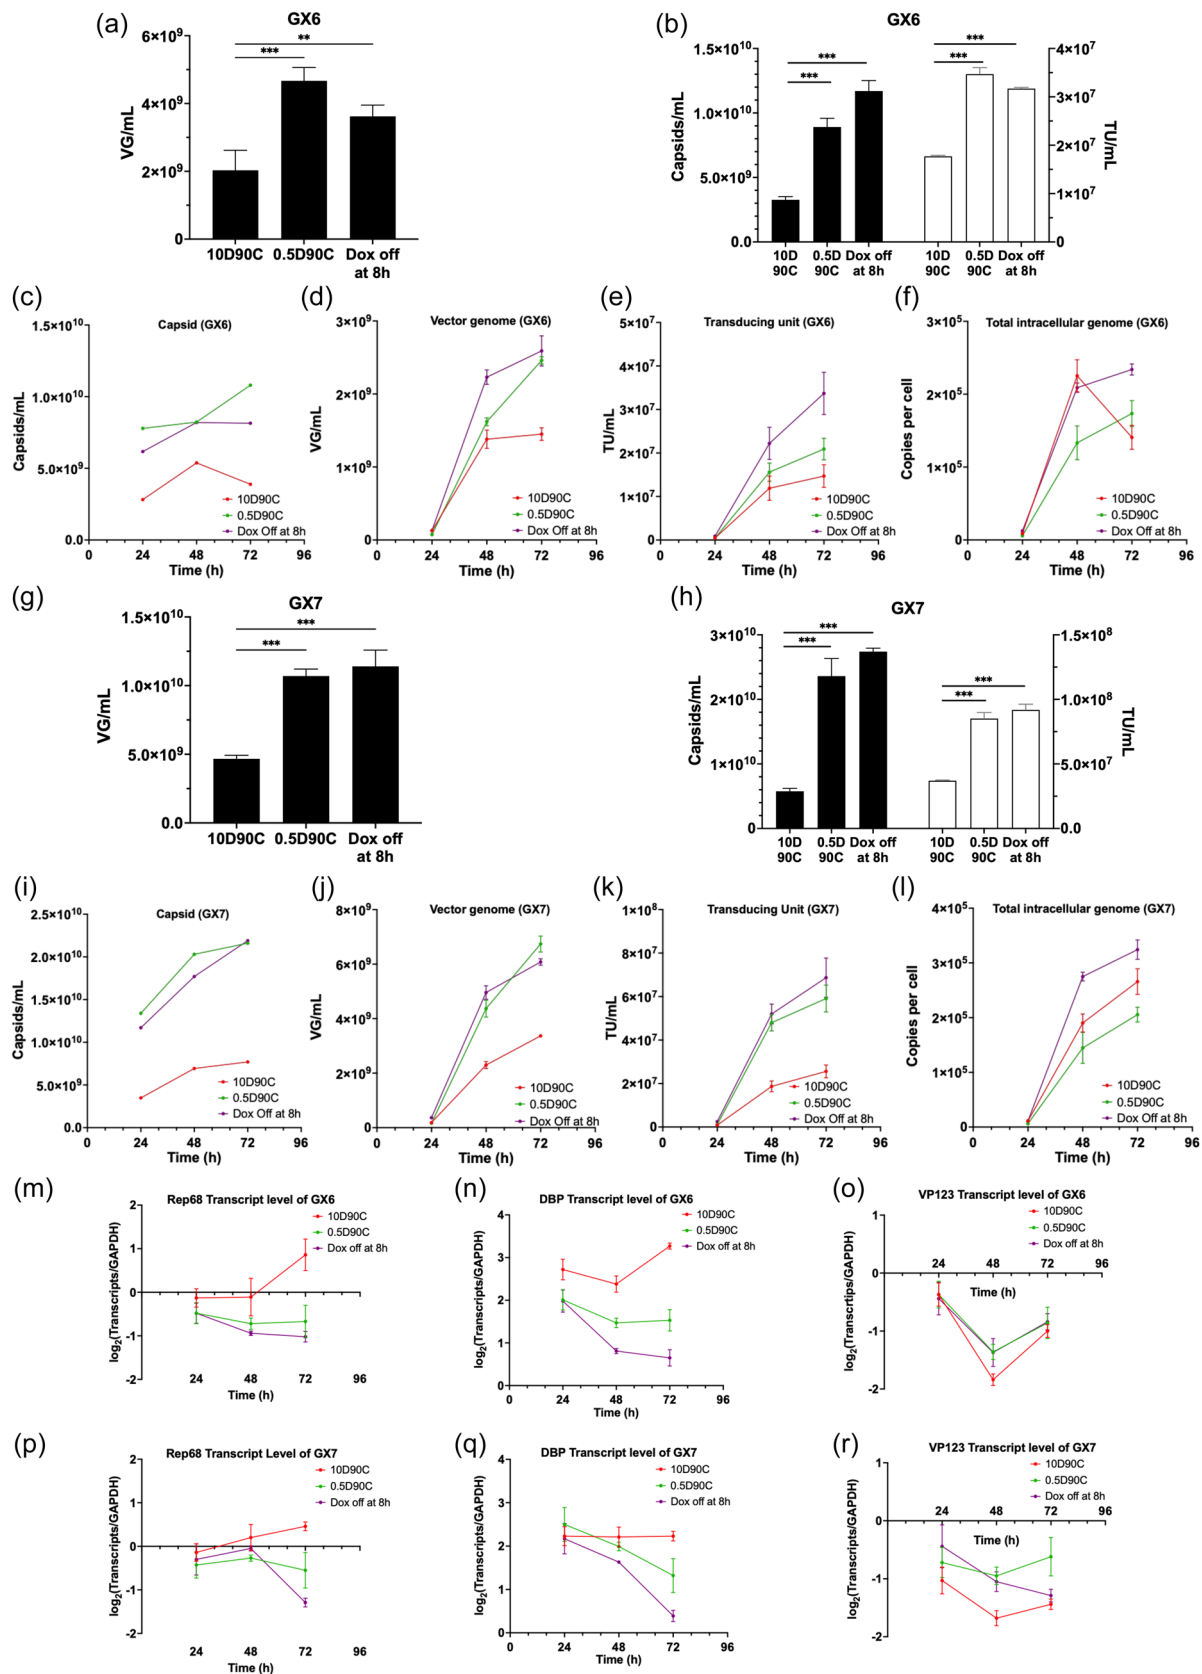 (a)
GX6
6×10⁹
4×10⁹
2×10⁹
0
VG/mL
**
***
10D90C
0.5D90C
Dox off
at 8h
(b)
GX6
1.5×10¹⁰
1.0×10¹⁰
5.0×10⁹
0.0
Capsids/mL
***
***
***
***
4×10⁷
3×10⁷
2×10⁷
1×10⁷
0
TU/mL
10D
90C
0.5D
90C
Dox off
at 8h
10D
90C
0.5D
90C
Dox off
at 8h
(c)
Capsid (GX6)
1.5×10¹⁰
1.0×10¹⁰
5.0×10⁹
0.0
Capsids/mL
10D90C
0.5D90C
Dox Off at 8h
0 24 48 72 96
Time (h)
(d)
Vector genome (GX6)
3×10⁹
2×10⁹
1×10⁹
0
VG/mL
10D90C
0.5D90C
Dox Off at 8h
0 24 48 72 96
Time (h)
(e)
Transducing unit (GX6)
5×10⁷
4×10⁷
3×10⁷
2×10⁷
1×10⁷
0
TU/mL
10D90C
0.5D90C
Dox Off at 8h
0 24 48 72 96
Time (h)
(f)
Total intracellular genome (GX6)
3×10⁵
2×10⁵
1×10⁵
0
Copies per cell
10D90C
0.5D90C
Dox Off at 8h
0 24 48 72 96
Time (h)
(g)
GX7
1.5×10¹⁰
1.0×10¹⁰
5.0×10⁹
0.0
VG/mL
***
***
10D90C
0.5D90C
Dox off
at 8h
(h)
GX7
3×10¹⁰
2×10¹⁰
1×10¹⁰
0
Capsids/mL
***
***
***
***
1.5×10⁸
1.0×10⁸
5.0×10⁷
0.0
TU/mL
10D
90C
0.5D
90C
Dox off
at 8h
10D
90C
0.5D
90C
Dox off
at 8h
(i)
Capsid (GX7)
2.5×10¹⁰
2.0×10¹⁰
1.5×10¹⁰
1.0×10¹⁰
5.0×10⁹
0.0
Capsids/mL
10D90C
0.5D90C
Dox Off at 8h
0 24 48 72 96
Time (h)
(j)
Vector genome (GX7)
8×10⁹
6×10⁹
4×10⁹
2×10⁹
0
VG/mL
10D90C
0.5D90C
Dox Off at 8h
0 24 48 72 96
Time (h)
(k)
Transducing Unit (GX7)
1×10⁸
8×10⁷
6×10⁷
4×10⁷
2×10⁷
0
TU/mL
10D90C
0.5D90C
Dox Off at 8h
0 24 48 72 96
Time (h)
(l)
Total intracellular genome (GX7)
4×10⁵
3×10⁵
2×10⁵
1×10⁵
0
Copies per cell
10D90C
0.5D90C
Dox Off at 8h
0 24 48 72 96
Time (h)
(m)
Rep68 Transcript level of GX6
2
1
0
-1
-2
log₂(Transcripts/GAPDH)
10D90C
0.5D90C
Dox off at 8h
24 48 72 96
Time (h)
(n)
DBP Transcript level of GX6
4
3
2
1
0
log₂(Transcripts/GAPDH)
10D90C
0.5D90C
Dox off at 8h
0 24 48 72 96
Time (h)
(o)
VP123 Transcript level of GX6
1
0
-1
-2
log₂(Transcrtips/GAPDH)
10D90C
0.5D90C
Dox off at 8h
24 48 72 96
Time (h)
(p)
Rep68 Transcript Level of GX7
2
1
0
-1
-2
log₂(Transcripts/GAPDH)
10D90C
0.5D90C
Dox off at 8h
24 48 72 96
Time (h)
(q)
DBP Transcript level of GX7
4
3
2
1
0
log₂(Transcripts/GAPDH)
10D90C
0.5D90C
Dox off at 8h
0 24 48 72 96
Time (h)
(r)
VP123 Transcript level of GX7
1
0
-1
-2
log₂(Transcripts/GAPDH)
10D90C
0.5D90C
Dox off at 8h
24 48 72 96
Time (h)